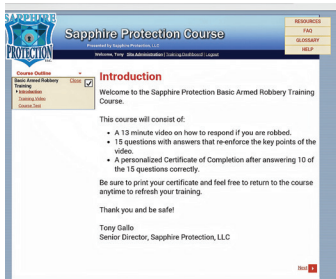 SAPPHIRE
PROTECTION
LLC
Sapphire Protection Course
Presented by Sapphire Protection, LLC
Welcome, Tony Site Administration | Training Dashboard | Logout
RESOURCES
FAQ
GLOSSARY
HELP
Course Outline
Basic Armed Robbery Training
Close
Introduction
Training Video
Course Test
Introduction
Welcome to the Sapphire Protection Basic Armed Robbery Training
Course.
This course will consist of:
• A 13 minute video on how to respond if you are robbed.
• 15 questions with answers that re-enforce the key points of the
video.
• A personalized Certificate of Completion after answering 10 of
the 15 questions correctly.
Be sure to print your certificate and feel free to return to the course
anytime to refresh your training.
Thank you and be safe!
Tony Gallo
Senior Director, Sapphire Protection, LLC
Next